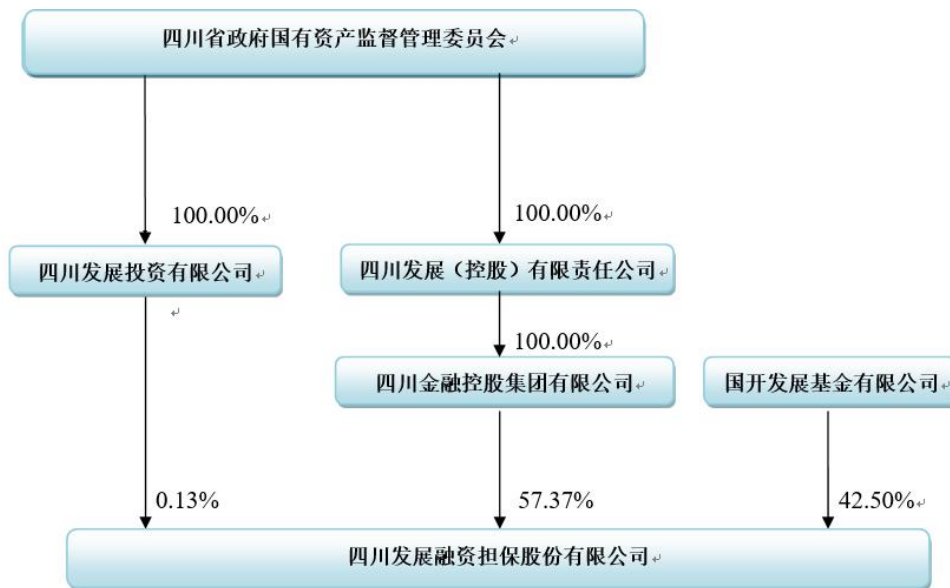 四川省政府国有资产监督管理委员会
100.00%
100.00%
四川发展投资有限公司
四川发展（控股）有限责任公司
100.00%
四川金融控股集团有限公司
国开发展基金有限公司
0.13%
57.37%
42.50%
四川发展融资担保股份有限公司